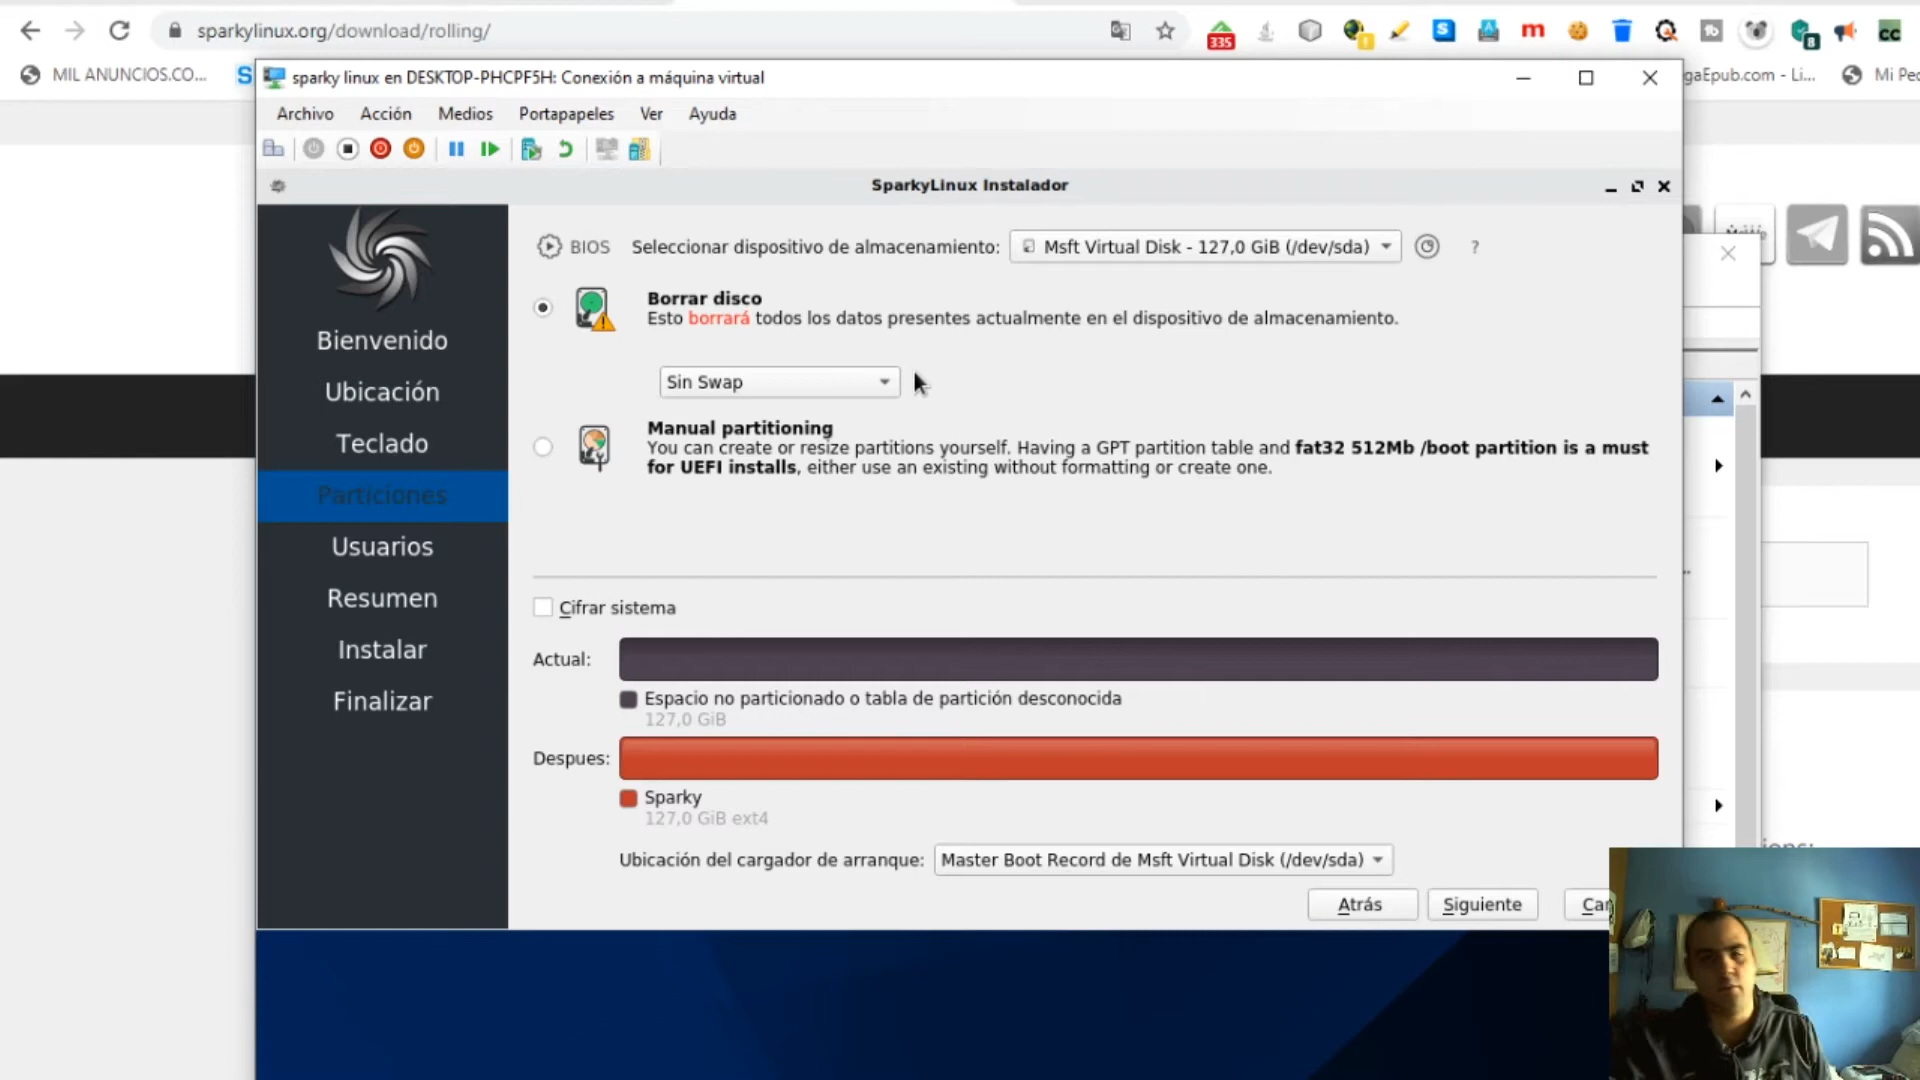 sparkylinux.org/download/rolling/
335
8
MIL ANUNCIOS.CO...
S
gaEpub.com - Li...
Mi Pec
sparky linux en DESKTOP-PHCPF5H: Conexión a máquina virtual
Archivo Acción Medios Portapapeles Ver Ayuda
SparkyLinux Instalador
Bienvenido
Ubicación
Teclado
Particiones
Usuarios
Resumen
Instalar
Finalizar
BIOS Seleccionar dispositivo de almacenamiento: Msft Virtual Disk - 127,0 GiB (/dev/sda) ?
Borrar disco
Esto borrará todos los datos presentes actualmente en el dispositivo de almacenamiento.
Sin Swap
Manual partitioning
You can create or resize partitions yourself. Having a GPT partition table and fat32 512Mb /boot partition is a must
for UEFI installs, either use an existing without formatting or create one.
Cifrar sistema
Actual:
Espacio no particionado o tabla de partición desconocida
127,0 GiB
Despues:
Sparky
127,0 GiB ext4
Ubicación del cargador de arranque: Master Boot Record de Msft Virtual Disk (/dev/sda)
Atrás Siguiente Can